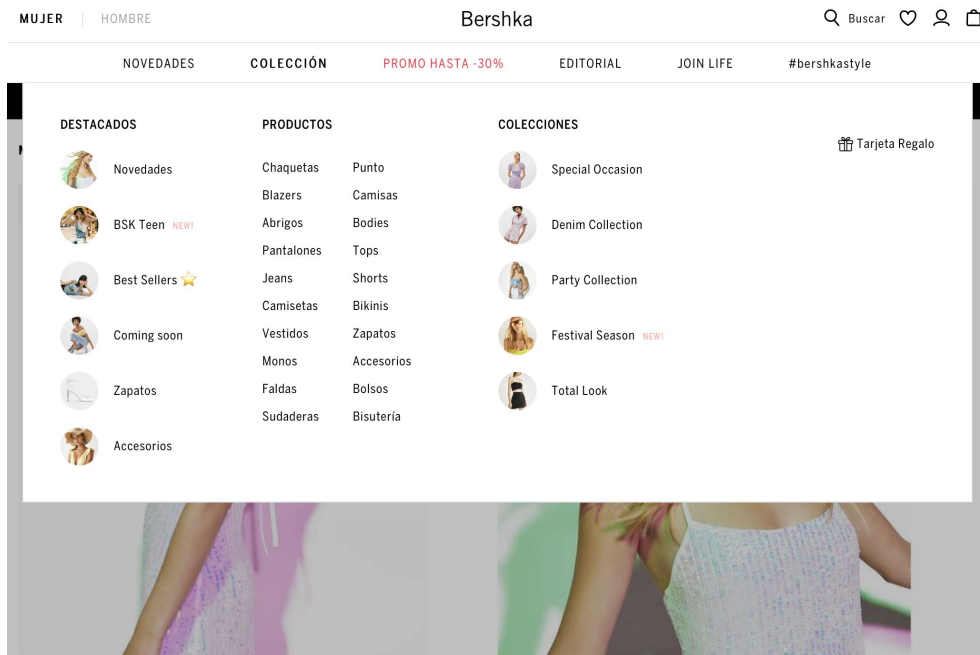 MUJER HOMBRE
Bershka
Buscar
NOVEDADES COLECCIÓN PROMO HASTA -30% EDITORIAL JOIN LIFE #bershkastyle
DESTACADOS
Novedades
BSK Teen NEW!
Best Sellers ⭐
Coming soon
Zapatos
Accesorios
PRODUCTOS
Chaquetas
Blazers
Abrigos
Pantalones
Jeans
Camisetas
Vestidos
Monos
Faldas
Sudaderas
Punto
Camisas
Bodies
Tops
Shorts
Bikinis
Zapatos
Accesorios
Bolsos
Bisutería
COLECCIONES
Special Occasion
Denim Collection
Party Collection
Festival Season NEW!
Total Look
Tarjeta Regalo